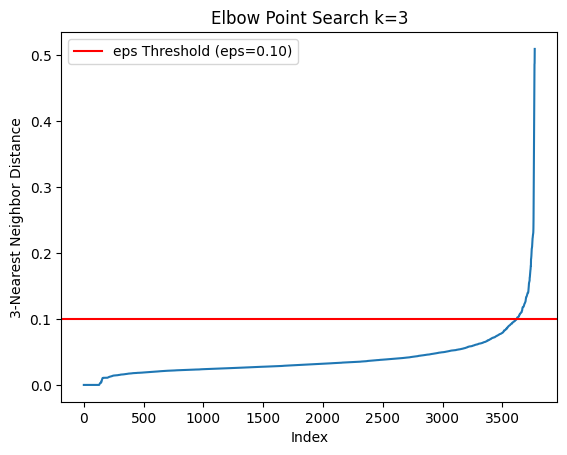 Elbow Point Search k=3
eps Threshold (eps=0.10)
3-Nearest Neighbor Distance
0.5
0.4
0.3
0.2
0.1
0.0
0 500 1000 1500 2000 2500 3000 3500
Index